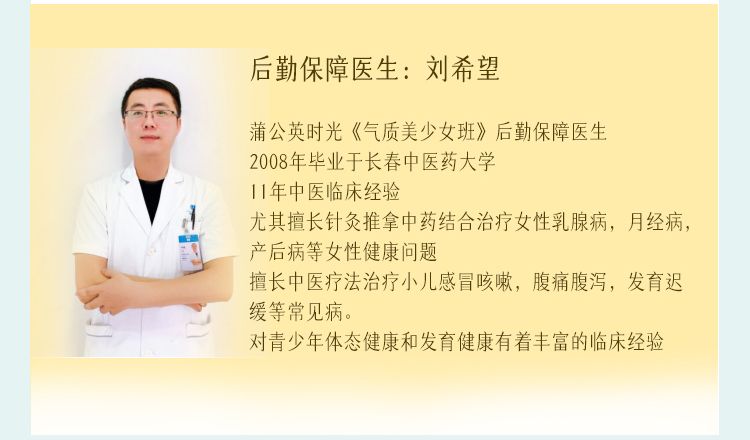 后勤保障医生：刘希望
蒲公英时光《气质美少女班》后勤保障医生
2008年毕业于长春中医药大学
11年中医临床经验
尤其擅长针灸推拿中药结合治疗女性乳腺病，月经病，
产后病等女性健康问题
擅长中医疗法治疗小儿感冒咳嗽，腹痛腹泻，发育迟
缓等常见病。
对青少年体态健康和发育健康有着丰富的临床经验